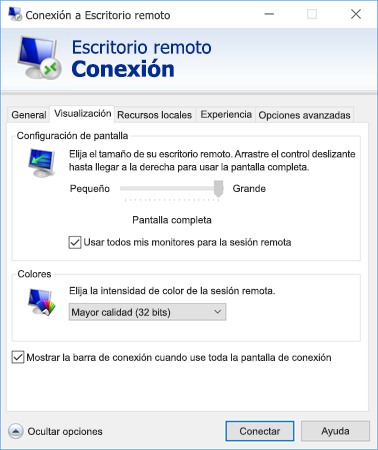 Conexión a Escritorio remoto
Escritorio remoto
Conexión
General Visualización Recursos locales Experiencia Opciones avanzadas
Configuración de pantalla
Elija el tamaño de su escritorio remoto. Arrastre el control deslizante
hasta llegar a la derecha para usar la pantalla completa.
Pequeño Grande
Pantalla completa
Usar todos mis monitores para la sesión remota
Colores
Elija la intensidad de color de la sesión remota.
Mayor calidad (32 bits)
Mostrar la barra de conexión cuando use toda la pantalla de conexión
Ocultar opciones Conectar Ayuda